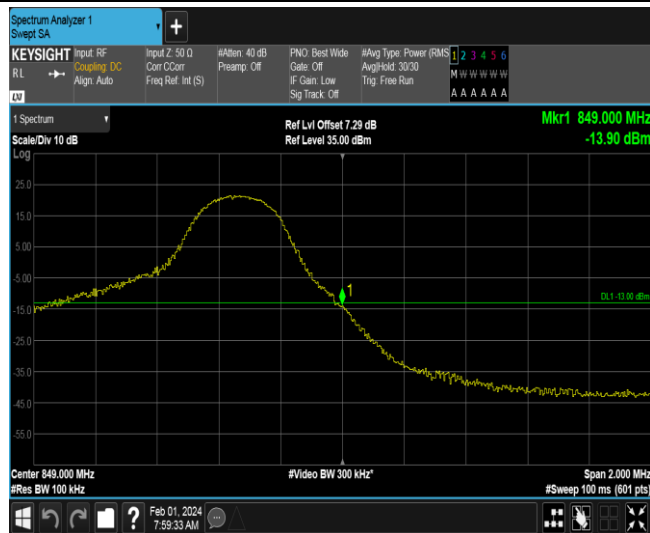 Spectrum Analyzer 1
Swept SA
+
KEYSIGHT
RL
LXI
Input: RF
Coupling: DC
Align: Auto
Input Z: 50 Ω
Corr CCorr
Freq Ref: Int (S)
#Atten: 40 dB
Preamp: Off
PNO: Best Wide
Gate: Off
IF Gain: Low
Sig Track: Off
#Avg Type: Power (RMS
Avg|Hold: 30/30
Trig: Free Run
1 2 3 4 5 6
M W W W W W
A A A A A A
1 Spectrum
Scale/Div 10 dB
Log
Ref Lvl Offset 7.29 dB
Ref Level 35.00 dBm
Mkr1 849.000 MHz
-13.90 dBm
25.0
15.0
5.00
-5.00
-15.0
-25.0
-35.0
-45.0
-55.0
1
DL1 -13.00 dBm
Center 849.000 MHz
#Res BW 100 kHz
#Video BW 300 kHz*
Span 2.000 MHz
#Sweep 100 ms (601 pts)
?
Feb 01, 2024
7:59:33 AM